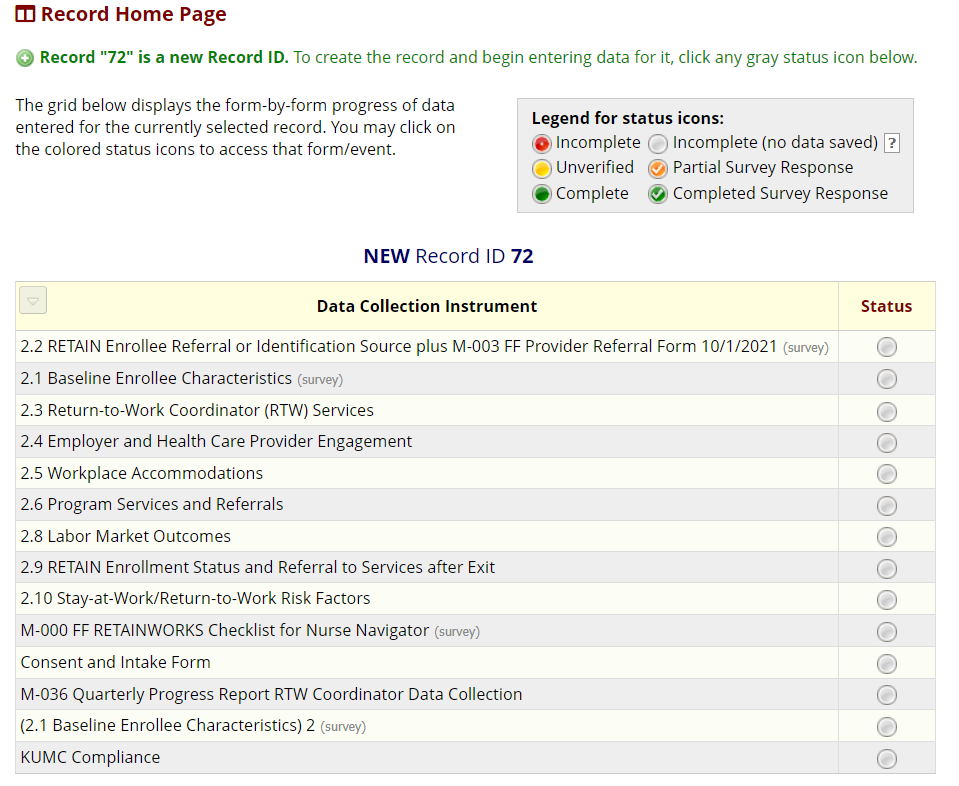 Record Home Page
Record "72" is a new Record ID. To create the record and begin entering data for it, click any gray status icon below.
The grid below displays the form-by-form progress of data
entered for the currently selected record. You may click on
the colored status icons to access that form/event.
Legend for status icons:
Incomplete Incomplete (no data saved) ?
Unverified Partial Survey Response
Complete Completed Survey Response
NEW Record ID 72
Data Collection Instrument Status
2.2 RETAIN Enrollee Referral or Identification Source plus M-003 FF Provider Referral Form 10/1/2021 (survey)
2.1 Baseline Enrollee Characteristics (survey)
2.3 Return-to-Work Coordinator (RTW) Services
2.4 Employer and Health Care Provider Engagement
2.5 Workplace Accommodations
2.6 Program Services and Referrals
2.8 Labor Market Outcomes
2.9 RETAIN Enrollment Status and Referral to Services after Exit
2.10 Stay-at-Work/Return-to-Work Risk Factors
M-000 FF RETAINWORKS Checklist for Nurse Navigator (survey)
Consent and Intake Form
M-036 Quarterly Progress Report RTW Coordinator Data Collection
(2.1 Baseline Enrollee Characteristics) 2 (survey)
KUMC Compliance